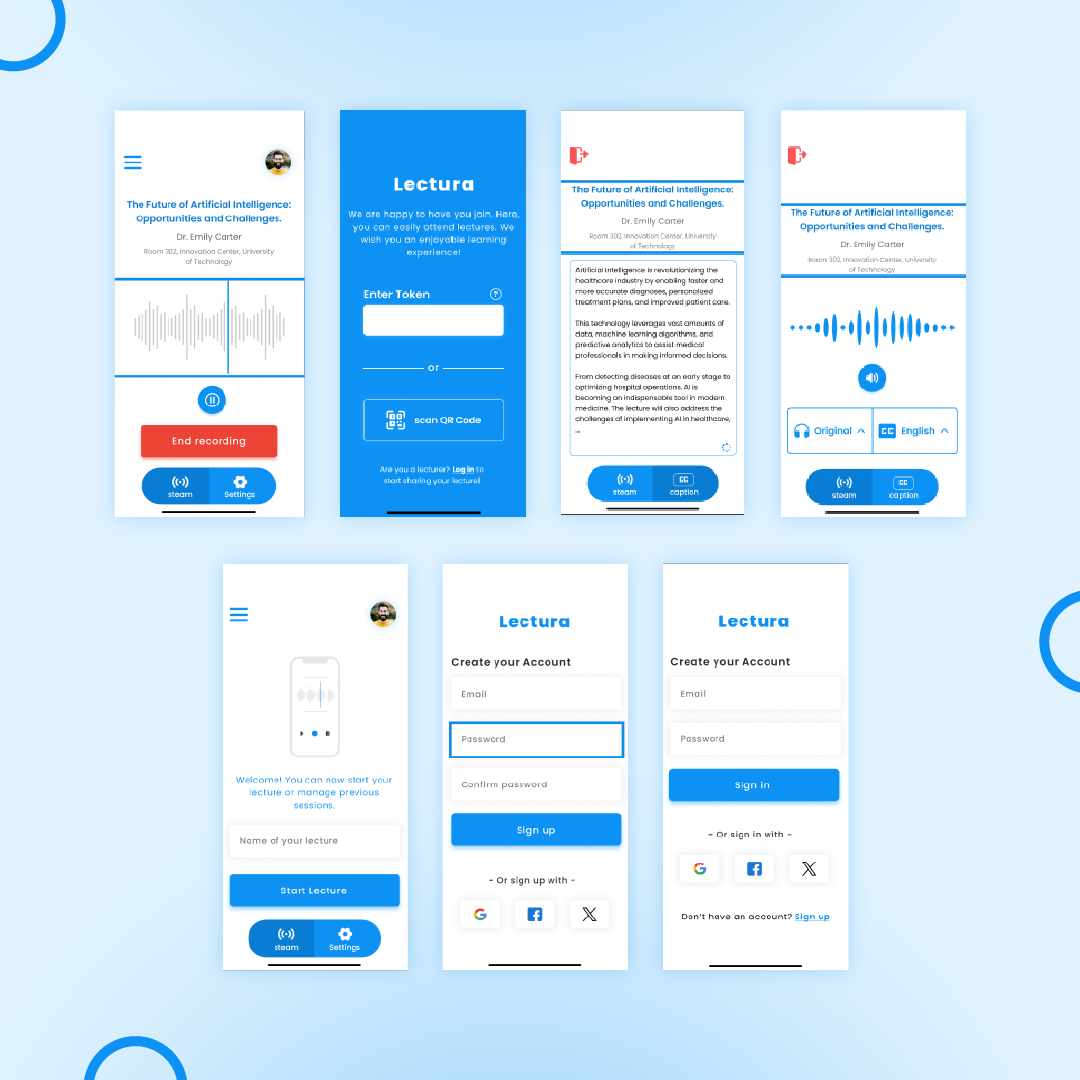 The Future of Artificial Intelligence:
Opportunities and Challenges.
Dr. Emily Carter
Room 302, Innovation Center, University
of Technology
End recording
steam
Settings
Lectura
We are happy to have you join. Here,
you can easily attend lectures. We
wish you an enjoyable learning
experience!
Enter Token
?
or
scan QR Code
Are you a lecturer? Log in to
start sharing your lecture!
The Future of Artificial Intelligence:
Opportunities and Challenges.
Dr. Emily Carter
Room 302, Innovation Center, University
of Technology
Artificial Intelligence is revolutionizing the
healthcare industry by enabling faster and
more accurate diagnoses, personalized
treatment plans, and improved patient care.
This technology leverages vast amounts of
data, machine learning algorithms, and
predictive analytics to assist medical
professionals in making informed decisions.
From detecting diseases at an early stage to
optimizing hospital operations, AI is
becoming an indispensable tool in modern
medicine. The lecture will also address the
challenges of implementing AI in healthcare,
...
steam
CC
caption
The Future of Artificial Intelligence:
Opportunities and Challenges.
Dr. Emily Carter
Room 302, Innovation Center, University
of Technology
Original
CC English
steam
CC
caption
Welcome! You can now start your
lecture or manage previous
sessions.
Name of your lecture
Start Lecture
steam
Settings
Lectura
Create your Account
Email
Password
Confirm password
Sign up
- Or sign up with -
Lectura
Create your Account
Email
Password
Sign in
- Or sign in with -
Don't have an account? Sign up